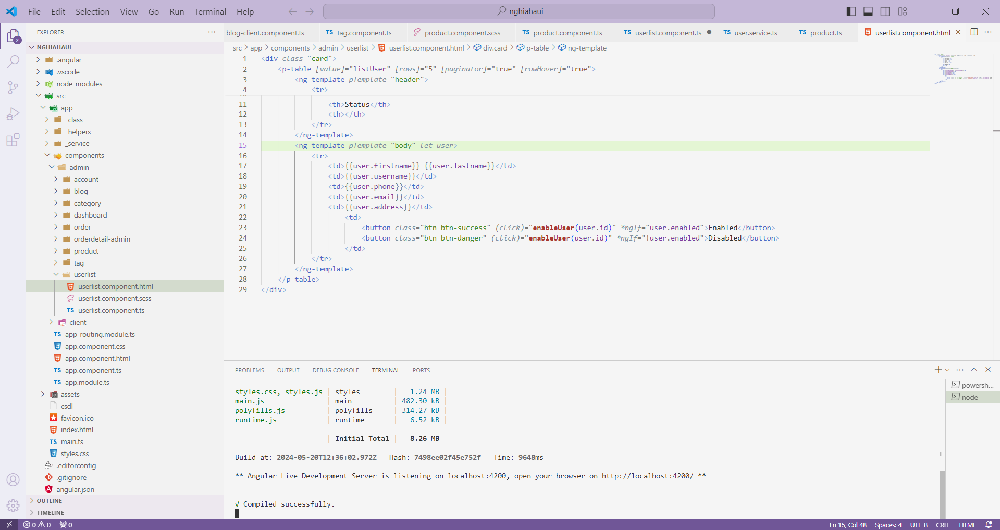 File Edit Selection View Go Run Terminal Help
nghiahaui
EXPLORER
NGHIAHAUI
.angular
.vscode
node_modules
src
app
_class
_helpers
_service
components
admin
account
blog
category
dashboard
order
orderdetail-admin
product
tag
userlist
userlist.component.html
userlist.component.scss
TS userlist.component.ts
client
TS app-routing.module.ts
app.component.css
app.component.html
TS app.component.ts
TS app.module.ts
assets
csdl
favicon.ico
index.html
TS main.ts
styles.css
.editorconfig
.gitignore
angular.json
OUTLINE
TIMELINE
2
blog-client.component.ts TS tag.component.ts product.component.scss TS product.component.ts TS userlist.component.ts TS user.service.ts TS product.ts userlist.component.html
src > app > components > admin > userlist > userlist.component.html > div.card > p-table > ng-template
1 <div class="card">
2 <p-table [value]="listUser" [rows]="5" [paginator]="true" [rowHover]="true">
3 <ng-template pTemplate="header">
4 <tr>
11 <th>Status</th>
12 <th></th>
13 </tr>
14 </ng-template>
15 <ng-template pTemplate="body" let-user>
16 <tr>
17 <td>{{user.firstname}} {{user.lastname}}</td>
18 <td>{{user.username}}</td>
19 <td>{{user.phone}}</td>
20 <td>{{user.email}}</td>
21 <td>{{user.address}}</td>
22 <td>
23 <button class="btn btn-success" (click)="enableUser(user.id)" *ngIf="user.enabled">Enabled</button>
24 <button class="btn btn-danger" (click)="enableUser(user.id)" *ngIf="!user.enabled">Disabled</button>
25 </td>
26 </tr>
27 </ng-template>
28 </p-table>
29 </div>
PROBLEMS OUTPUT DEBUG CONSOLE TERMINAL PORTS
styles.css, styles.js | styles | 1.24 MB |
main.js | main | 482.30 kB |
polyfills.js | polyfills | 314.27 kB |
runtime.js | runtime | 6.52 kB |
| Initial Total | 8.26 MB
Build at: 2024-05-20T12:36:02.972Z - Hash: 7498ee02f45e752f - Time: 9648ms
** Angular Live Development Server is listening on localhost:4200, open your browser on http://localhost:4200/ **
√ Compiled successfully.
powersh...
node
0 0 0 Ln 15, Col 48 Spaces: 4 UTF-8 CRLF HTML